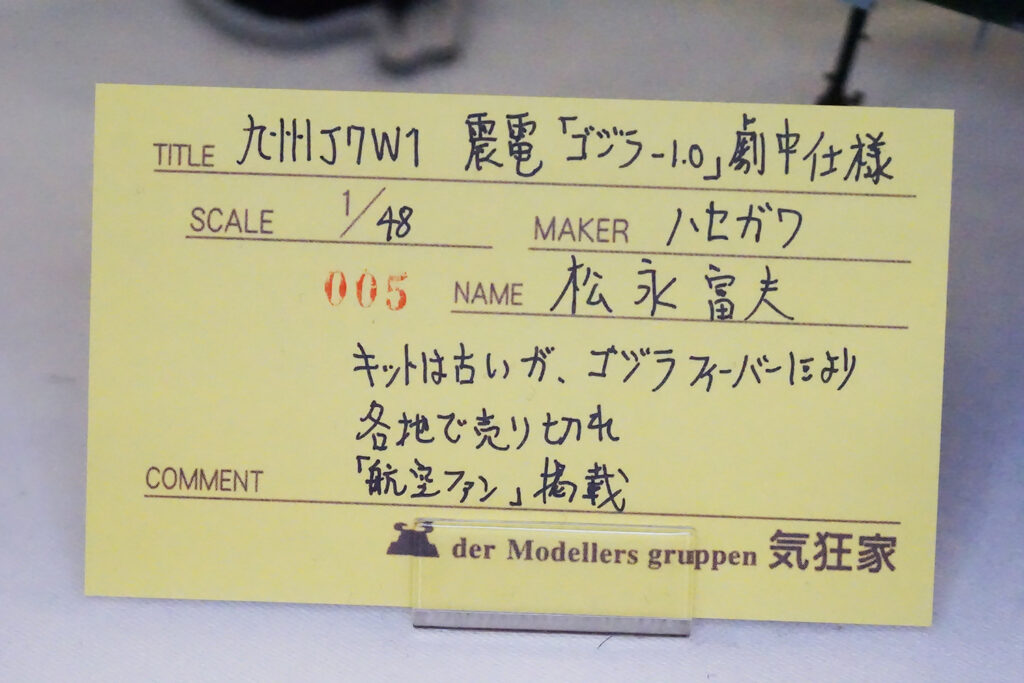 TITLE 九州J7W1 震電「ゴジラ-1.0」劇中仕様
SCALE 1/48 MAKER ハセガワ
005 NAME 松永富夫
キットは古いが、ゴジラフィーバーにより
各地で売り切れ
COMMENT 「航空ファン」掲載
der Modellers gruppen 気狂家